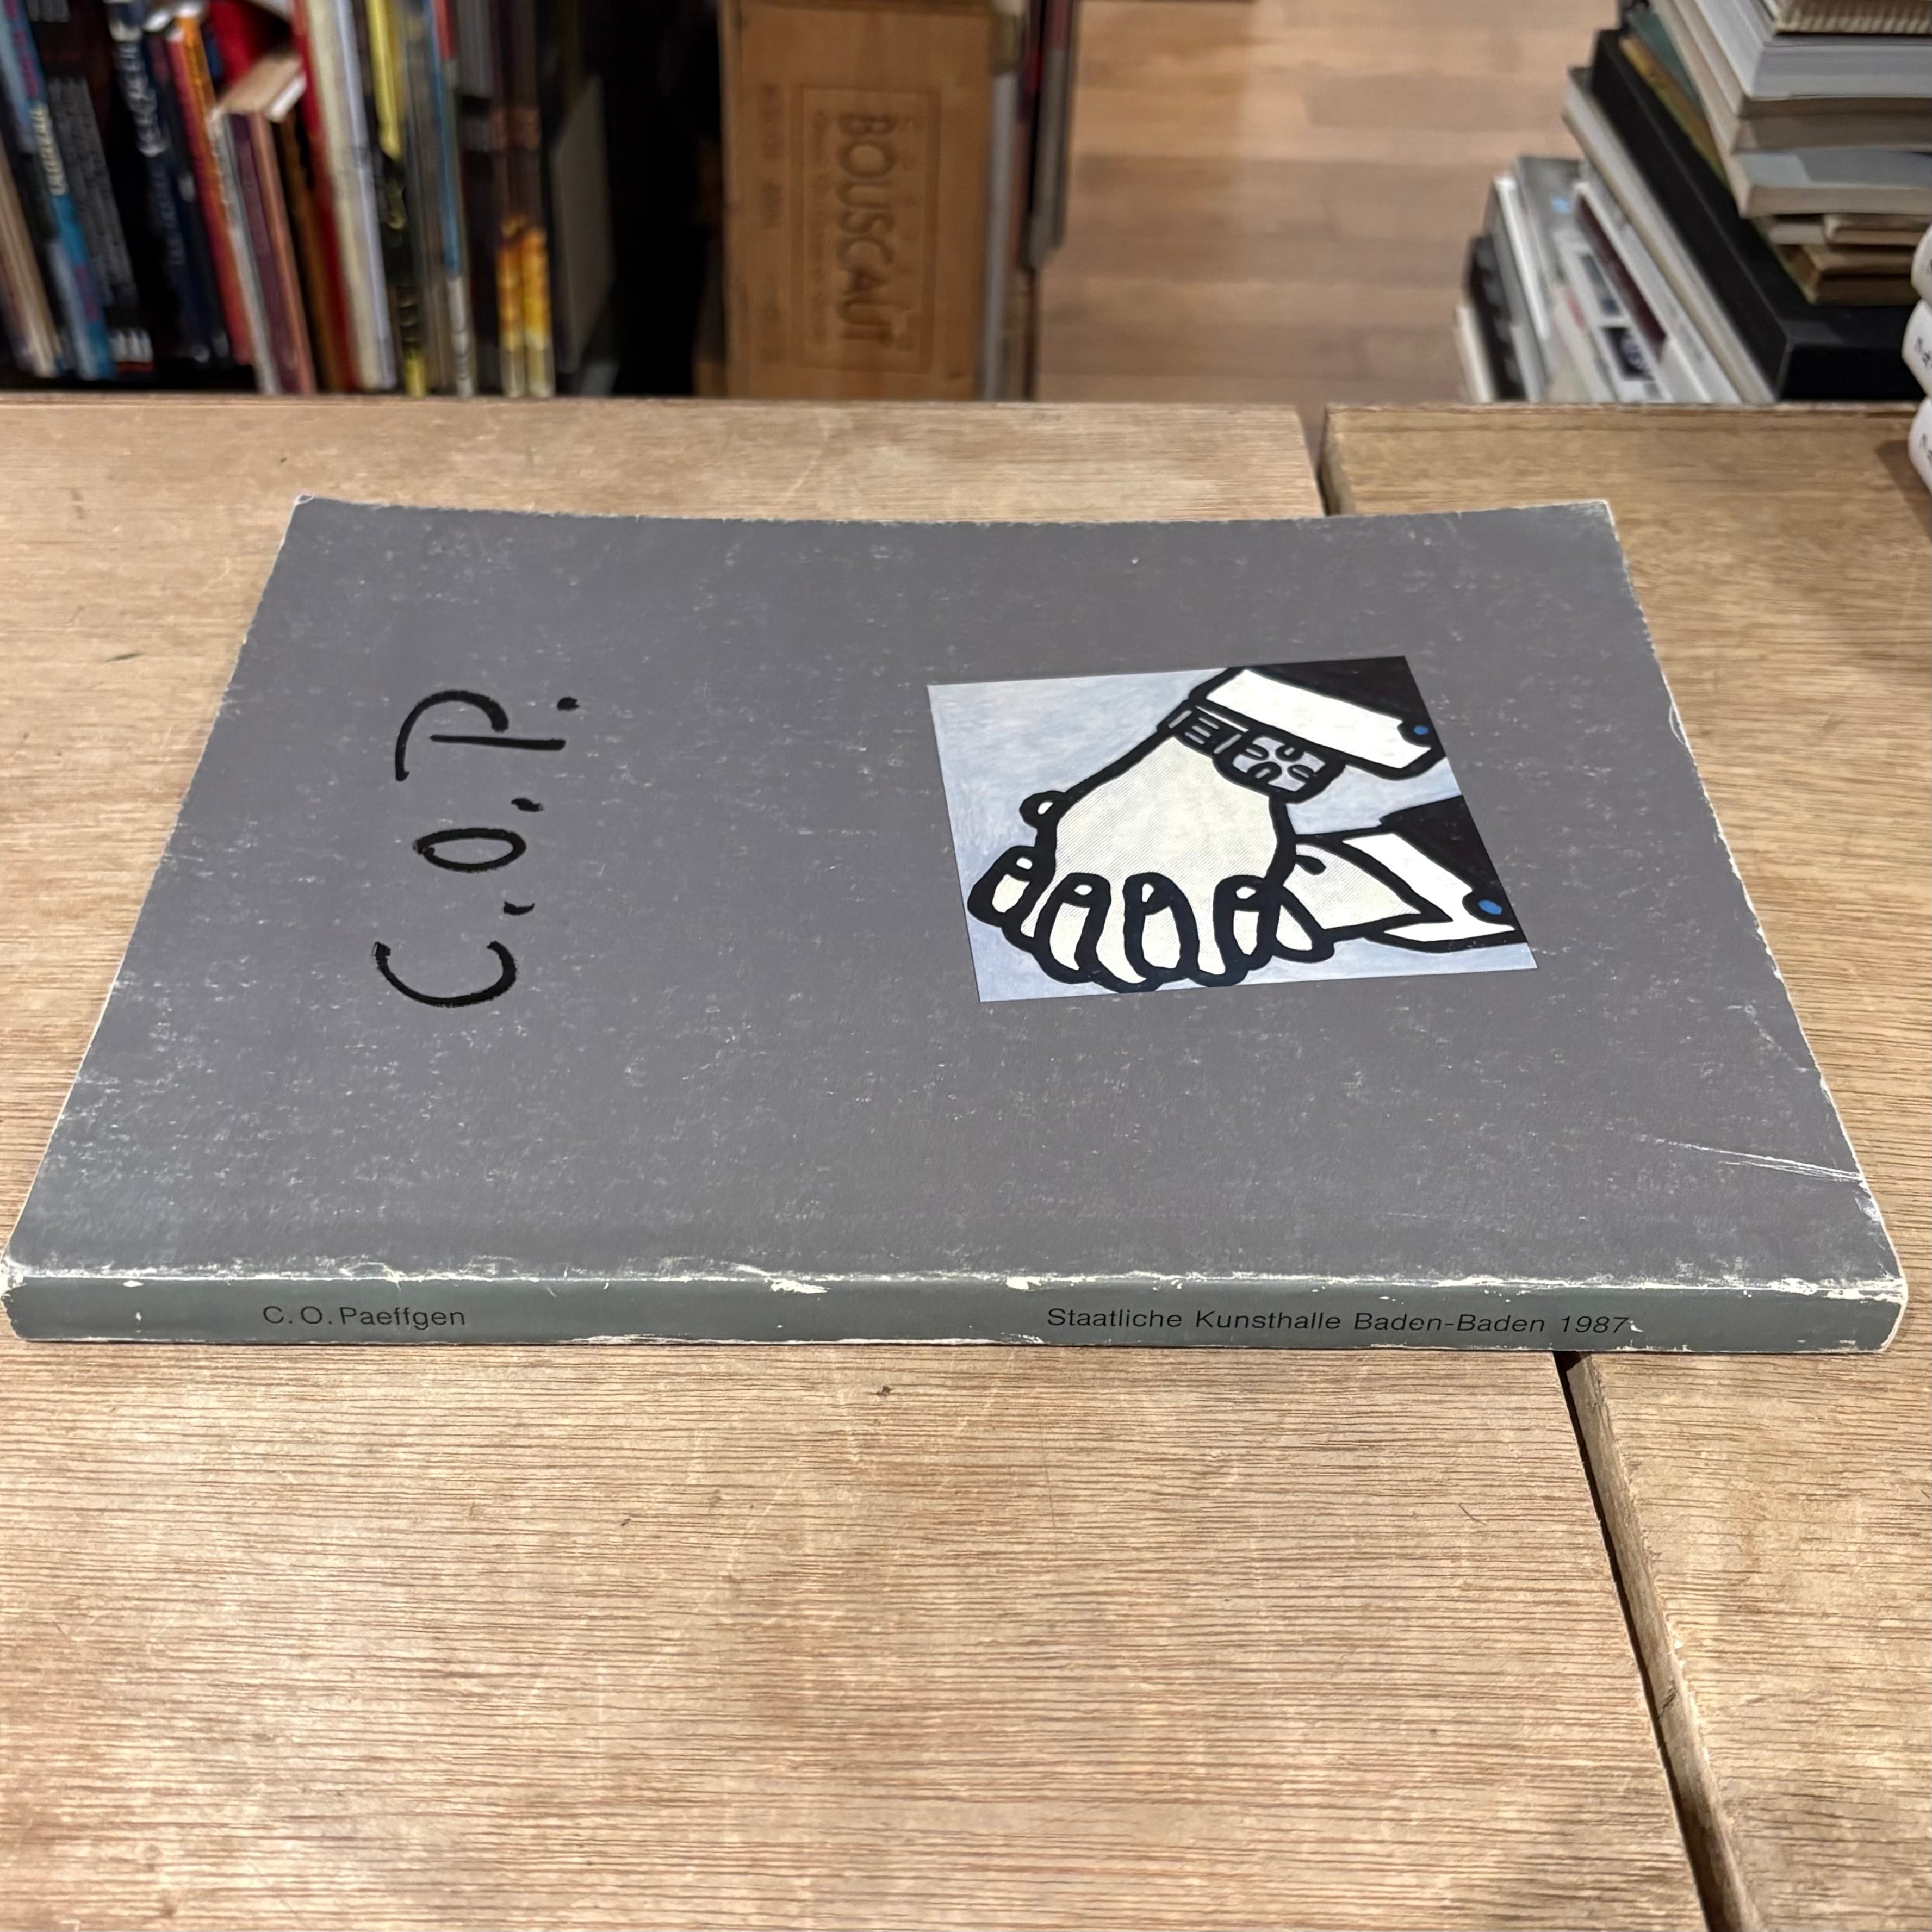 BOUSCAUT
C.O.P.
C. O. Paeffgen
Staatliche Kunsthalle Baden-Baden 1987